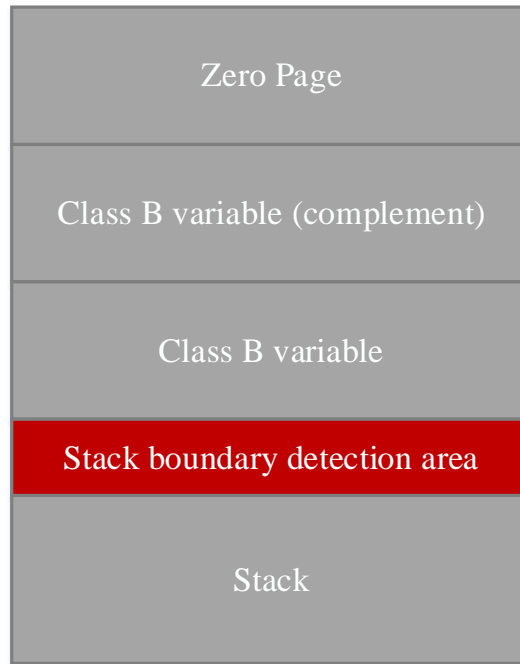 Zero Page
Class B variable (complement)
Class B variable
Stack boundary detection area
Stack